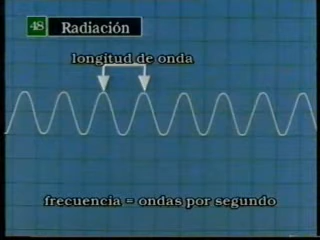 48 Radiación
longitud de onda
frecuencia = ondas por segundo